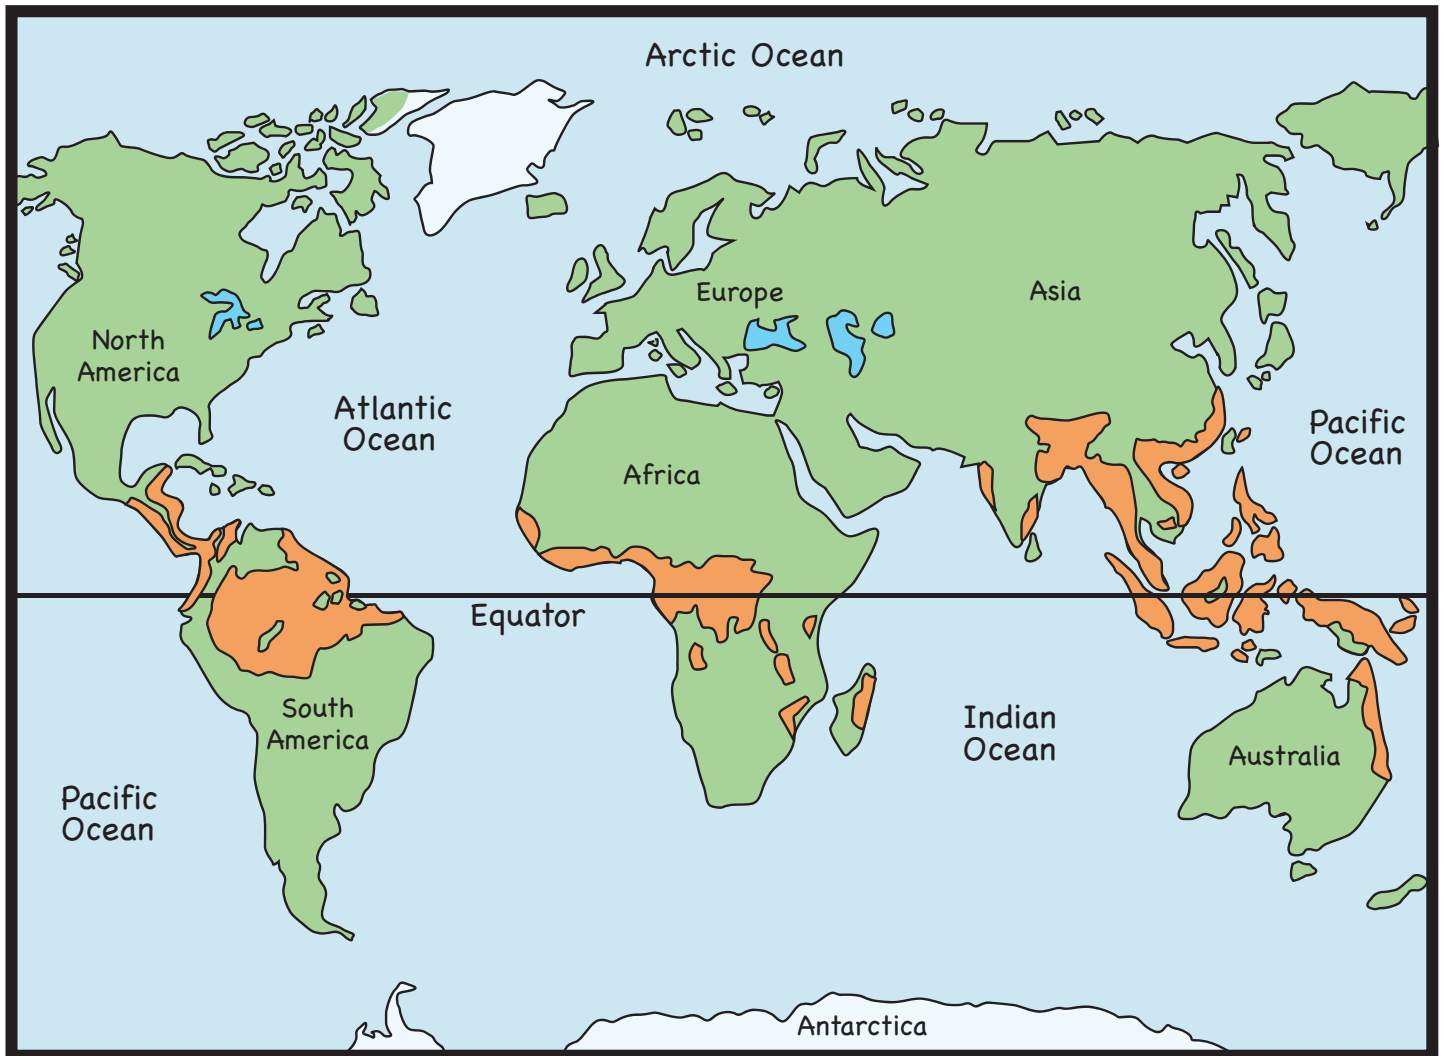 Arctic Ocean
Europe
Asia
North
America
Atlantic
Ocean
Pacific
Ocean
Africa
Equator
South
America
Indian
Ocean
Australia
Pacific
Ocean
Antarctica